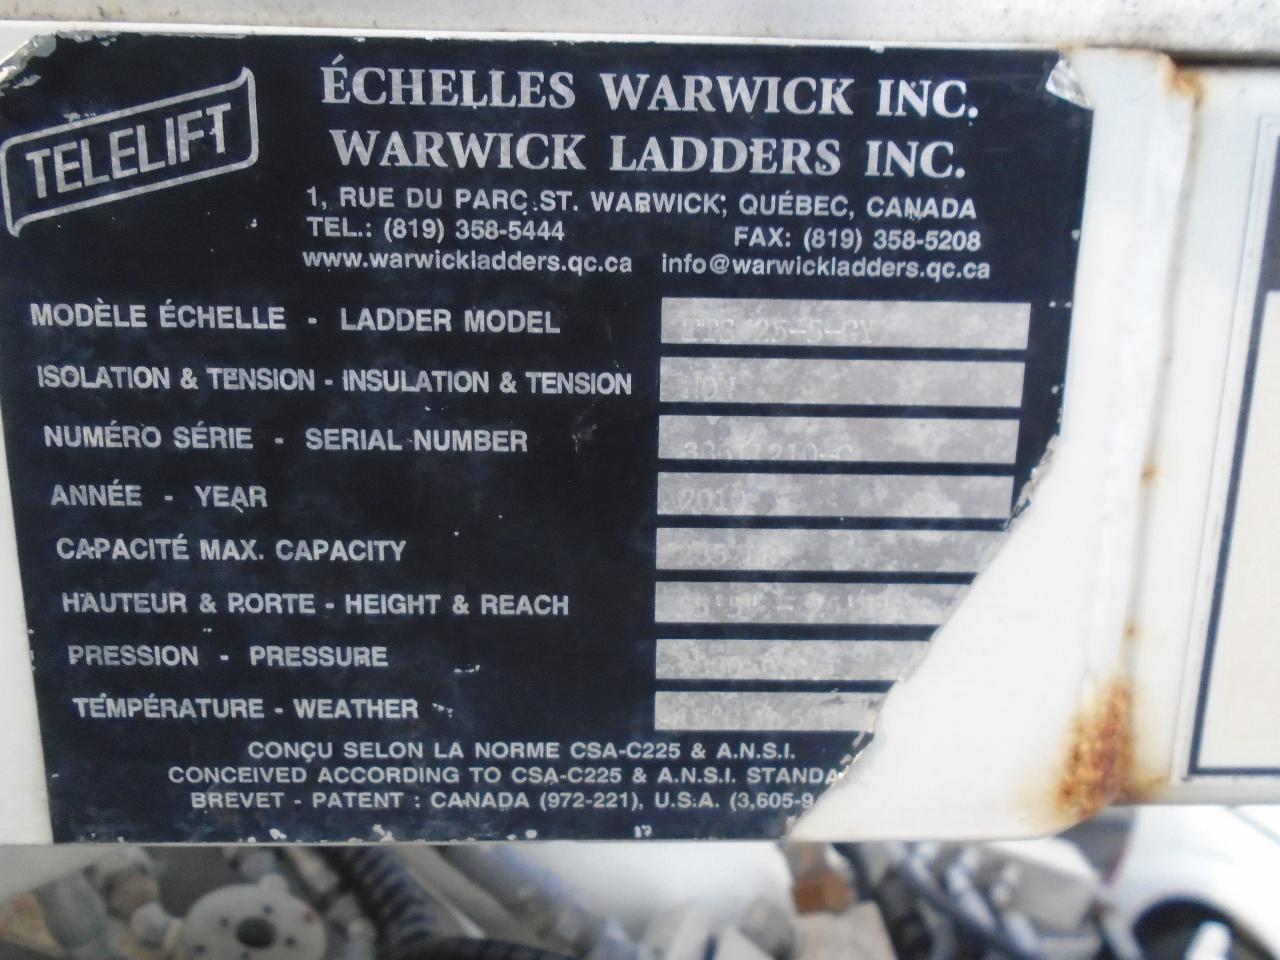 TELELIFT
ÉCHELLES WARWICK INC.
WARWICK LADDERS INC.
1, RUE DU PARC ST. WARWICK, QUÉBEC, CANADA
TEL.: (819) 358-5444 FAX: (819) 358-5208
www.warwickladders.qc.ca info@warwickladders.qc.ca
MODÈLE ÉCHELLE - LADDER MODEL
ISOLATION & TENSION - INSULATION & TENSION NON
NUMÉRO SÉRIE - SERIAL NUMBER
ANNÉE - YEAR 2010
CAPACITÉ MAX. CAPACITY
HAUTEUR & PORTE - HEIGHT & REACH
PRESSION - PRESSURE
TEMPÉRATURE - WEATHER
CONÇU SELON LA NORME CSA-C225 & A.N.S.I.
CONCEIVED ACCORDING TO CSA-C225 & A.N.S.I. STANDA
BREVET - PATENT : CANADA (972-221), U.S.A. (3,605-9